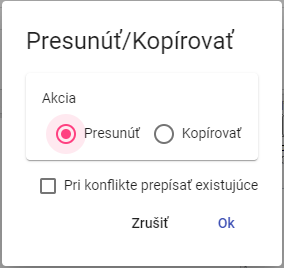 Presunúť/Kopírovať
Akcia
Presunúť Kopírovať
Pri konflikte prepísať existujúce
Zrušiť Ok